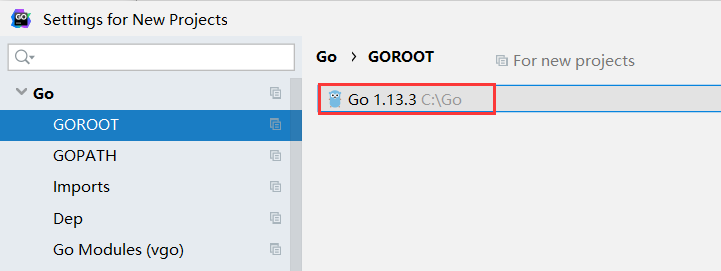 Settings for New Projects
Go
GOROOT
GOPATH
Imports
Dep
Go Modules (vgo)
Go › GOROOT
For new projects
Go 1.13.3 C:\Go